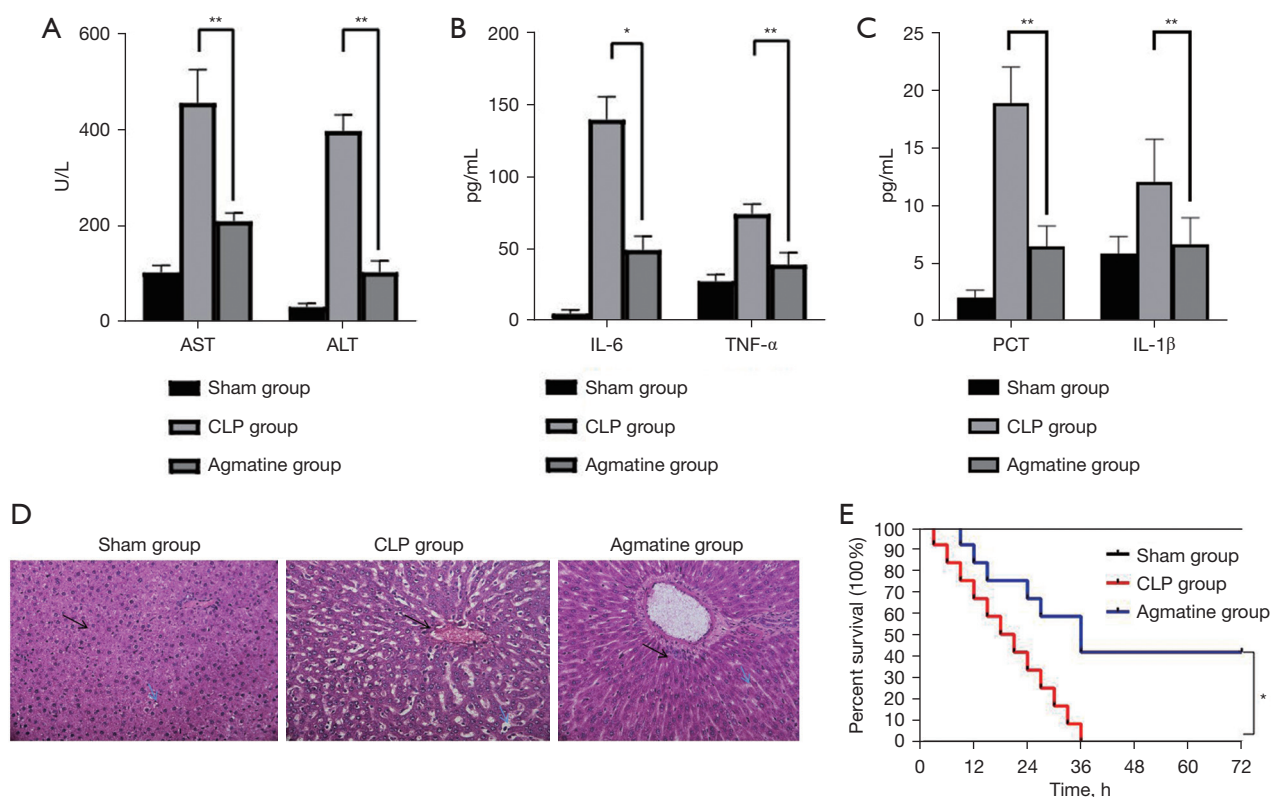 A
600
400
200
0
U/L
**
**
AST
ALT
Sham group
CLP group
Agmatine group
B
200
150
100
50
0
pg/mL
*
**
IL-6
TNF-α
Sham group
CLP group
Agmatine group
C
25
20
15
10
5
0
pg/mL
**
**
PCT
IL-1β
Sham group
CLP group
Agmatine group
D
Sham group
CLP group
Agmatine group
E
100
90
80
70
60
50
40
30
20
10
0
Percent survival (100%)
Sham group
CLP group
Agmatine group
*
0 12 24 36 48 60 72
Time, h